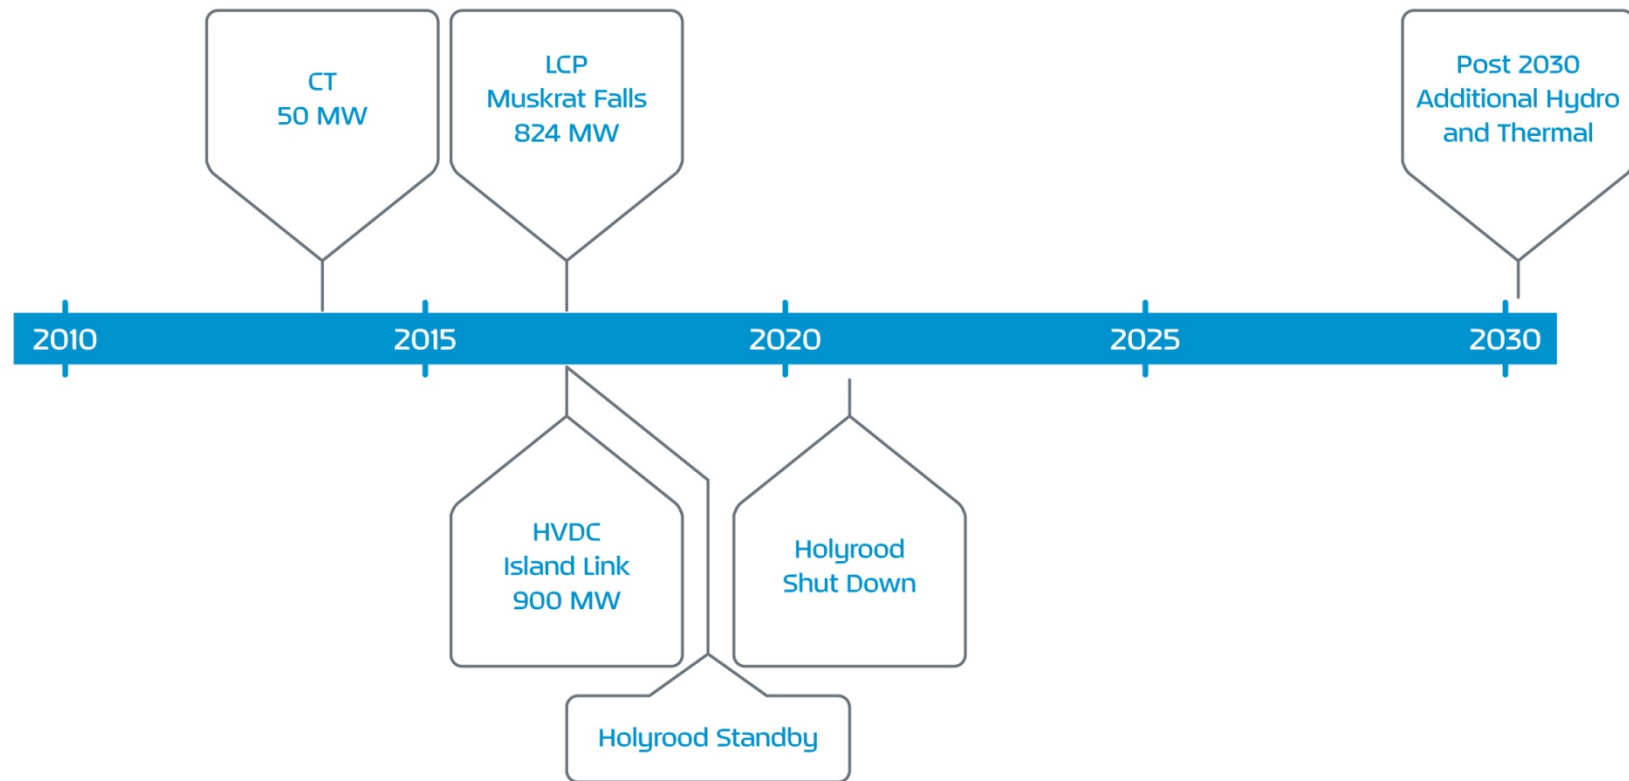 CT
50 MW
LCP
Muskrat Falls
824 MW
Post 2030
Additional Hydro
and Thermal
2010
2015
2020
2025
2030
HVDC
Island Link
900 MW
Holyrood
Shut Down
Holyrood Standby